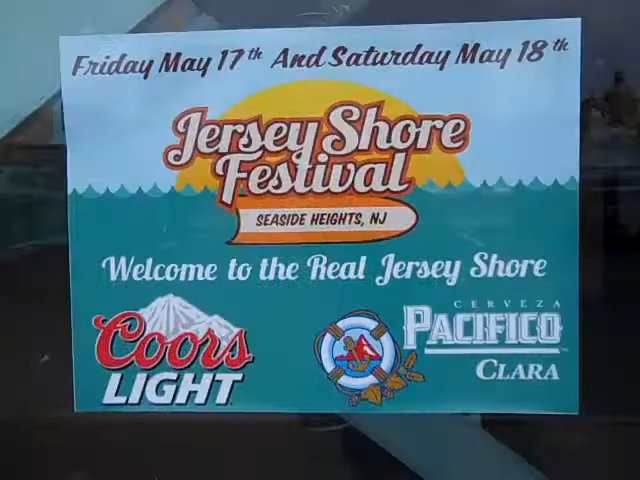 Friday May 17th And Saturday May 18th
Jersey Shore
Festival
SEASIDE HEIGHTS, NJ
Welcome to the Real Jersey Shore
Coors
LIGHT
CERVEZA
PACIFICO
CLARA